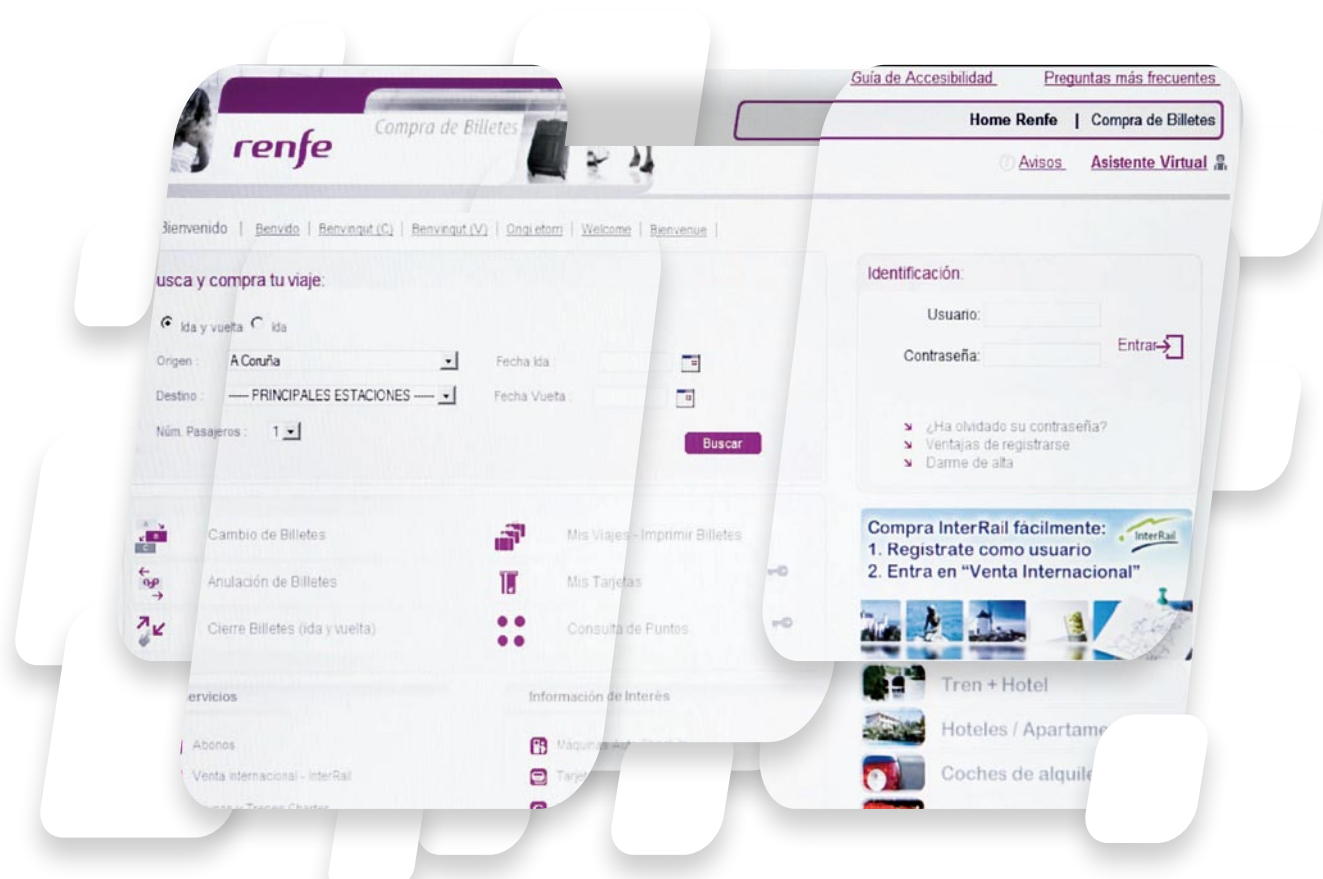 Guía de Accesibilidad Preguntas más frecuentes
renfe Compra de Billetes
Home Renfe | Compra de Billetes
Avisos Asistente Virtual
Bienvenido | Benvido | Benvingut (C) | Benvingut (V) | Ongi etorri | Welcome | Bienvenue |
usca y compra tu viaje:
Ida y vuelta Ida
Origen : A Coruña
Fecha Ida :
Destino : ---- PRINCIPALES ESTACIONES ----
Fecha Vuelta :
Núm. Pasajeros : 1
Buscar
Identificación:
Usuario:
Contraseña:
Entrar
¿Ha olvidado su contraseña?
Ventajas de registrarse
Darme de alta
A
B
C
Cambio de Billetes
Mis Viajes - Imprimir Billetes
Anulación de Billetes
Mis Tarjetas
Cierre Billetes (ida y vuelta)
Consulta de Puntos
Compra InterRail fácilmente:
1. Regístrate como usuario
2. Entra en “Venta Internacional”
InterRail
ervicios
Información de Interés
Abonos
Máquinas
Venta internacional - InterRail
Trenes Charter
Tren + Hotel
Hoteles / Apartame
Coches de alquile